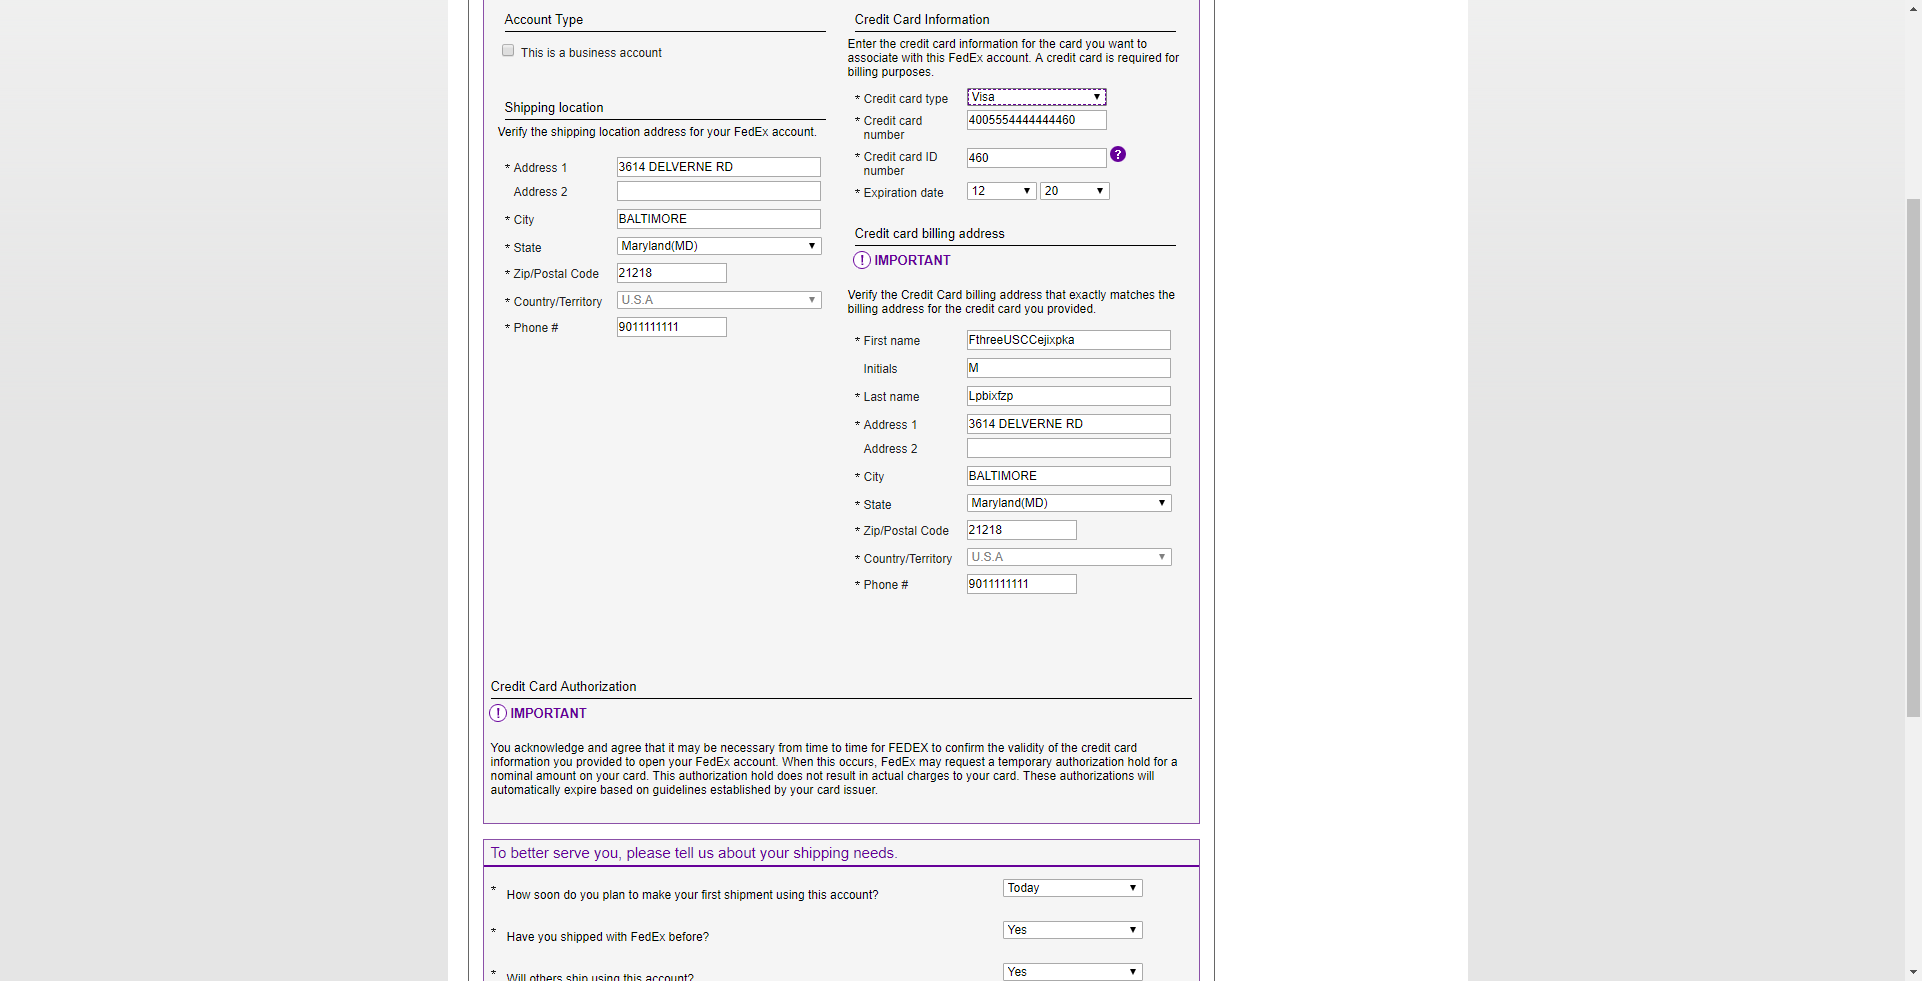 Account Type
This is a business account
Shipping location
Verify the shipping location address for your FedEx account.
* Address 1 3614 DELVERNE RD
Address 2
* City BALTIMORE
* State Maryland(MD)
* Zip/Postal Code 21218
* Country/Territory U.S.A
* Phone # 9011111111
Credit Card Information
Enter the credit card information for the card you want to
associate with this FedEx account. A credit card is required for
billing purposes.
* Credit card type Visa
* Credit card number 4005554444444460
* Credit card ID number 460 ?
* Expiration date 12 20
Credit card billing address
! IMPORTANT
Verify the Credit Card billing address that exactly matches the
billing address for the credit card you provided.
* First name FthreeUSCCejixpka
Initials M
* Last name Lpbixfzp
* Address 1 3614 DELVERNE RD
Address 2
* City BALTIMORE
* State Maryland(MD)
* Zip/Postal Code 21218
* Country/Territory U.S.A
* Phone # 9011111111
Credit Card Authorization
! IMPORTANT
You acknowledge and agree that it may be necessary from time to time for FEDEX to confirm the validity of the credit card
information you provided to open your FedEx account. When this occurs, FedEx may request a temporary authorization hold for a
nominal amount on your card. This authorization hold does not result in actual charges to your card. These authorizations will
automatically expire based on guidelines established by your card issuer.
To better serve you, please tell us about your shipping needs.
* How soon do you plan to make your first shipment using this account? Today
* Have you shipped with FedEx before? Yes
* Will others ship using this account? Yes